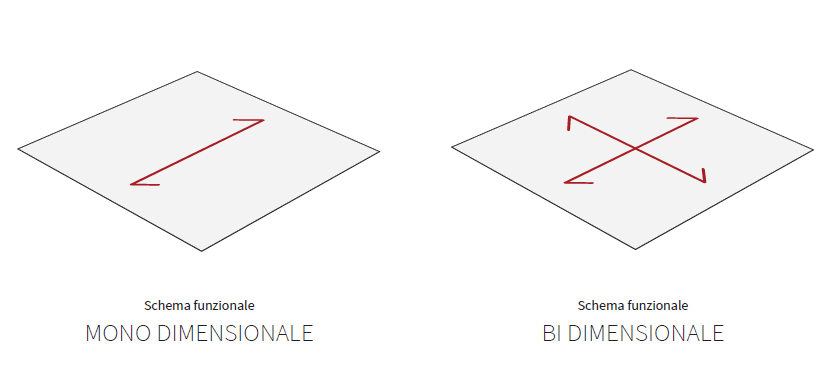 Schema funzionale
MONO DIMENSIONALE
Schema funzionale
BI DIMENSIONALE